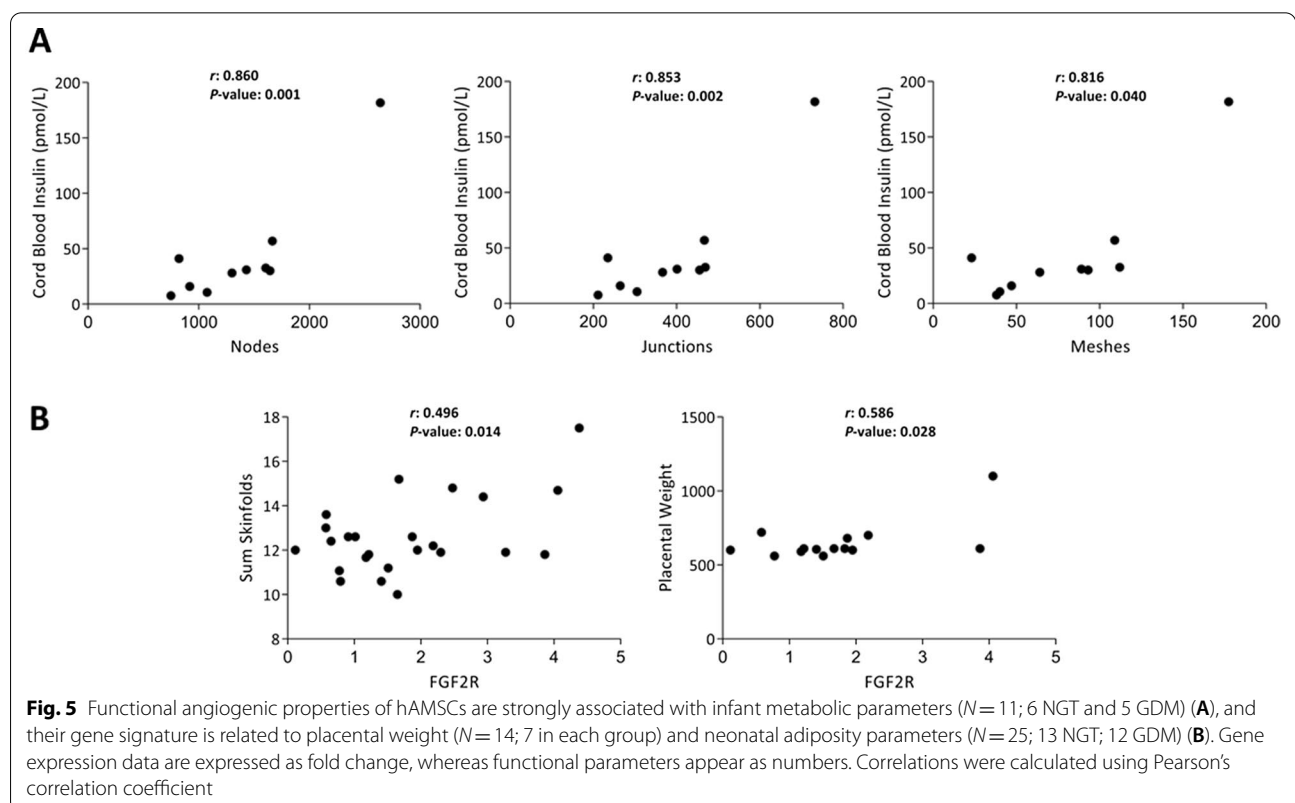 A
r: 0.860
P-value: 0.001
200
150
100
50
0
Cord Blood Insulin (pmol/L)
0 1000 2000 3000
Nodes
r: 0.853
P-value: 0.002
200
150
100
50
0
Cord Blood Insulin (pmol/L)
0 200 400 600 800
Junctions
r: 0.816
P-value: 0.040
200
150
100
50
0
Cord Blood Insulin (pmol/L)
0 50 100 150 200
Meshes
B
r: 0.496
P-value: 0.014
18
16
14
12
10
8
Sum Skinfolds
0 1 2 3 4 5
FGF2R
r: 0.586
P-value: 0.028
1500
1000
500
0
Placental Weight
0 1 2 3 4 5
FGF2R
Fig. 5 Functional angiogenic properties of hAMSCs are strongly associated with infant metabolic parameters (N = 11; 6 NGT and 5 GDM) (A), and
their gene signature is related to placental weight (N = 14; 7 in each group) and neonatal adiposity parameters (N = 25; 13 NGT; 12 GDM) (B). Gene
expression data are expressed as fold change, whereas functional parameters appear as numbers. Correlations were calculated using Pearson's
correlation coefficient